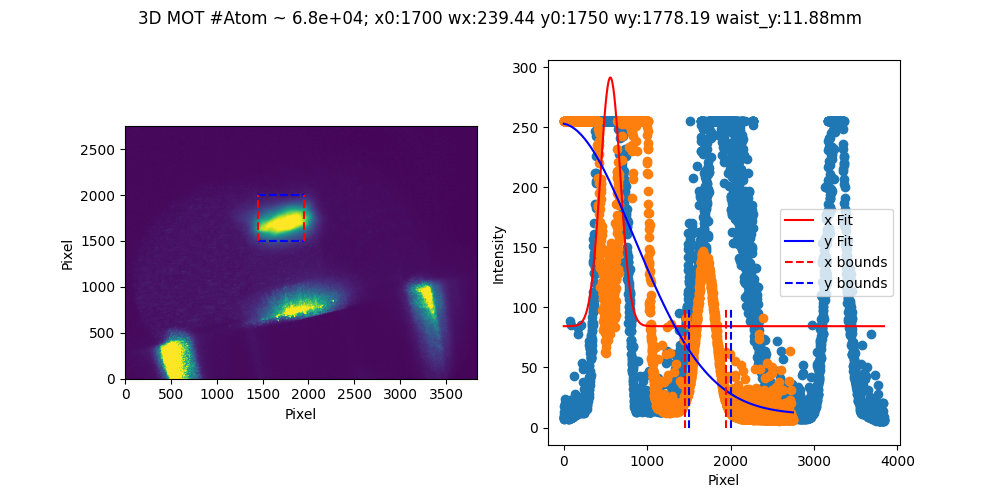 3D MOT #Atom ~ 6.8e+04; x0:1700 wx:239.44 y0:1750 wy:1778.19 waist_y:11.88mm
Pixel
2500
2000
1500
1000
500
0
0 500 1000 1500 2000 2500 3000 3500
Pixel
Intensity
300
250
200
150
100
50
0
x Fit
y Fit
x bounds
y bounds
0 1000 2000 3000 4000
Pixel